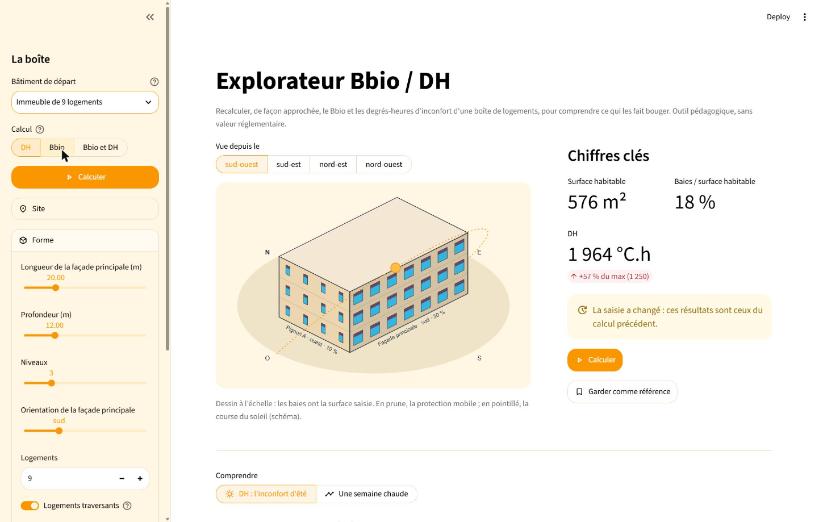 Deploy
La boîte
Bâtiment de départ
Immeuble de 9 logements
Calcul
DH
Bbio
Bbio et DH
Calculer
Site
Forme
Longueur de la façade principale (m)
20.00
Profondeur (m)
12.00
Niveaux
3
Orientation de la façade principale
sud
Logements
9
Logements traversants
Explorateur Bbio / DH
Recalculer, de façon approchée, le Bbio et les degrés-heures d'inconfort d'une boîte de logements, pour comprendre ce qui les fait bouger. Outil pédagogique, sans
valeur réglementaire.
Vue depuis le
sud-ouest
sud-est
nord-est
nord-ouest
N
E
O
S
Pignon A · ouest · 10 %
Façade principale · sud · 30 %
Dessin à l'échelle : les baies ont la surface saisie. En prune, la protection mobile ; en pointillé, la
course du soleil (schéma).
Chiffres clés
Surface habitable
576 m²
Baies / surface habitable
18 %
DH
1 964 °C.h
↑ +57 % du max (1 250)
La saisie a changé : ces résultats sont ceux du
calcul précédent.
Calculer
Garder comme référence
Comprendre
DH : l'inconfort d'été
Une semaine chaude